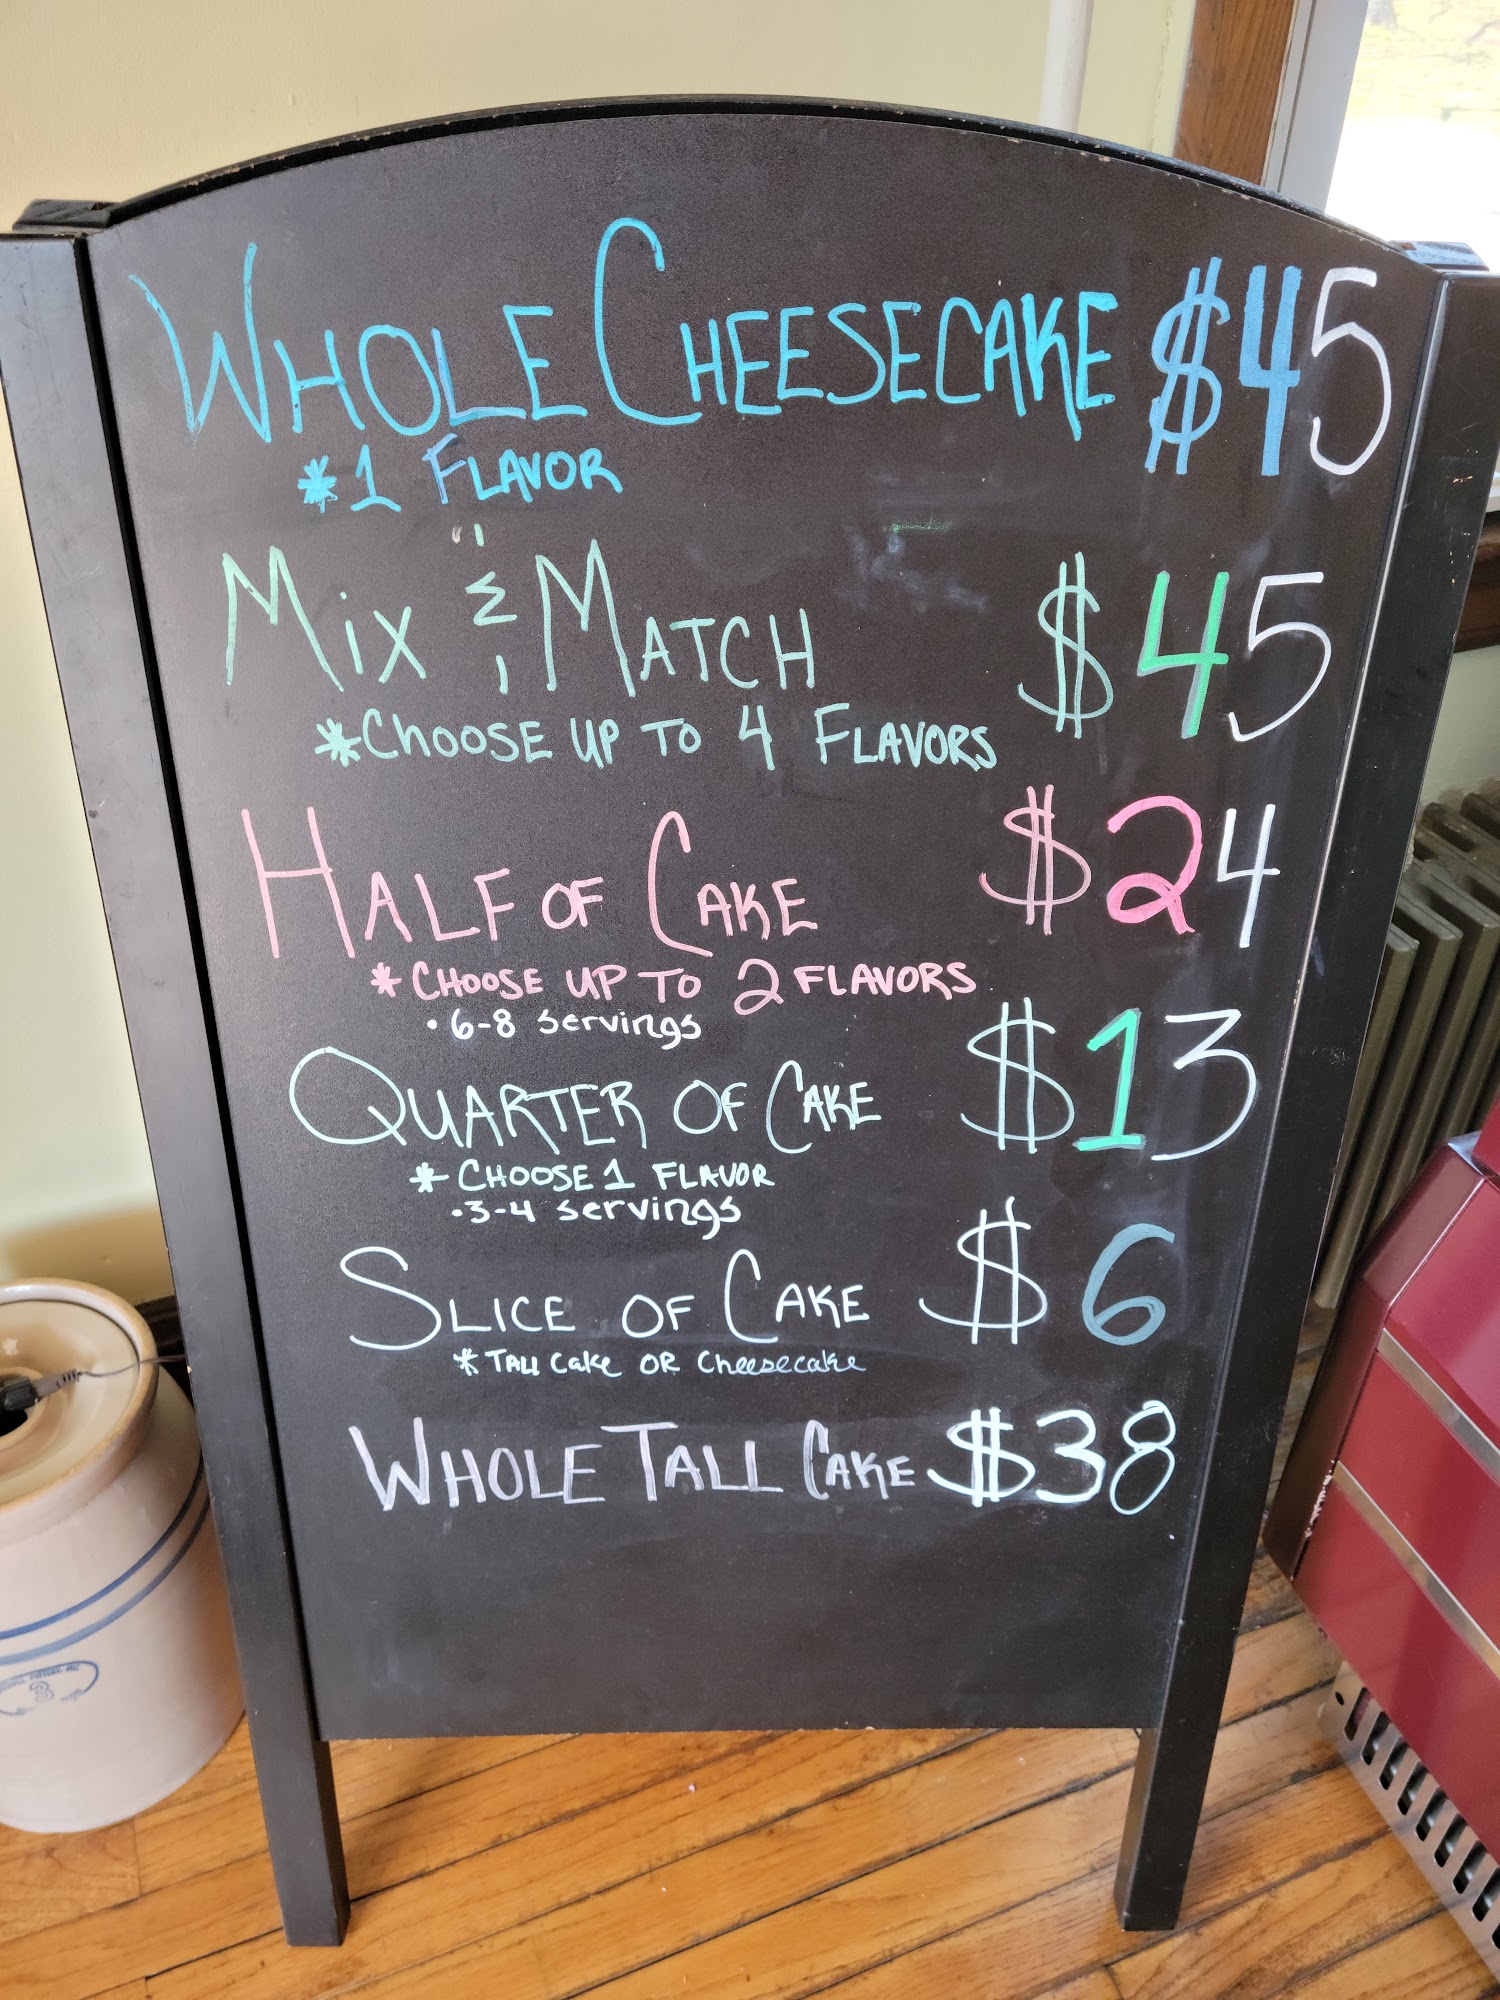 WHOLE CHEESECAKE $45
*1 FLAVOR
MIX & MATCH $45
*CHOOSE UP TO 4 FLAVORS
HALF OF CAKE $24
*CHOOSE UP TO 2 FLAVORS
• 6-8 servings
QUARTER OF CAKE $13
*CHOOSE 1 FLAVOR
• 3-4 servings
SLICE OF CAKE $6
*TALL CAKE OR Cheesecake
WHOLE TALL CAKE $38
3